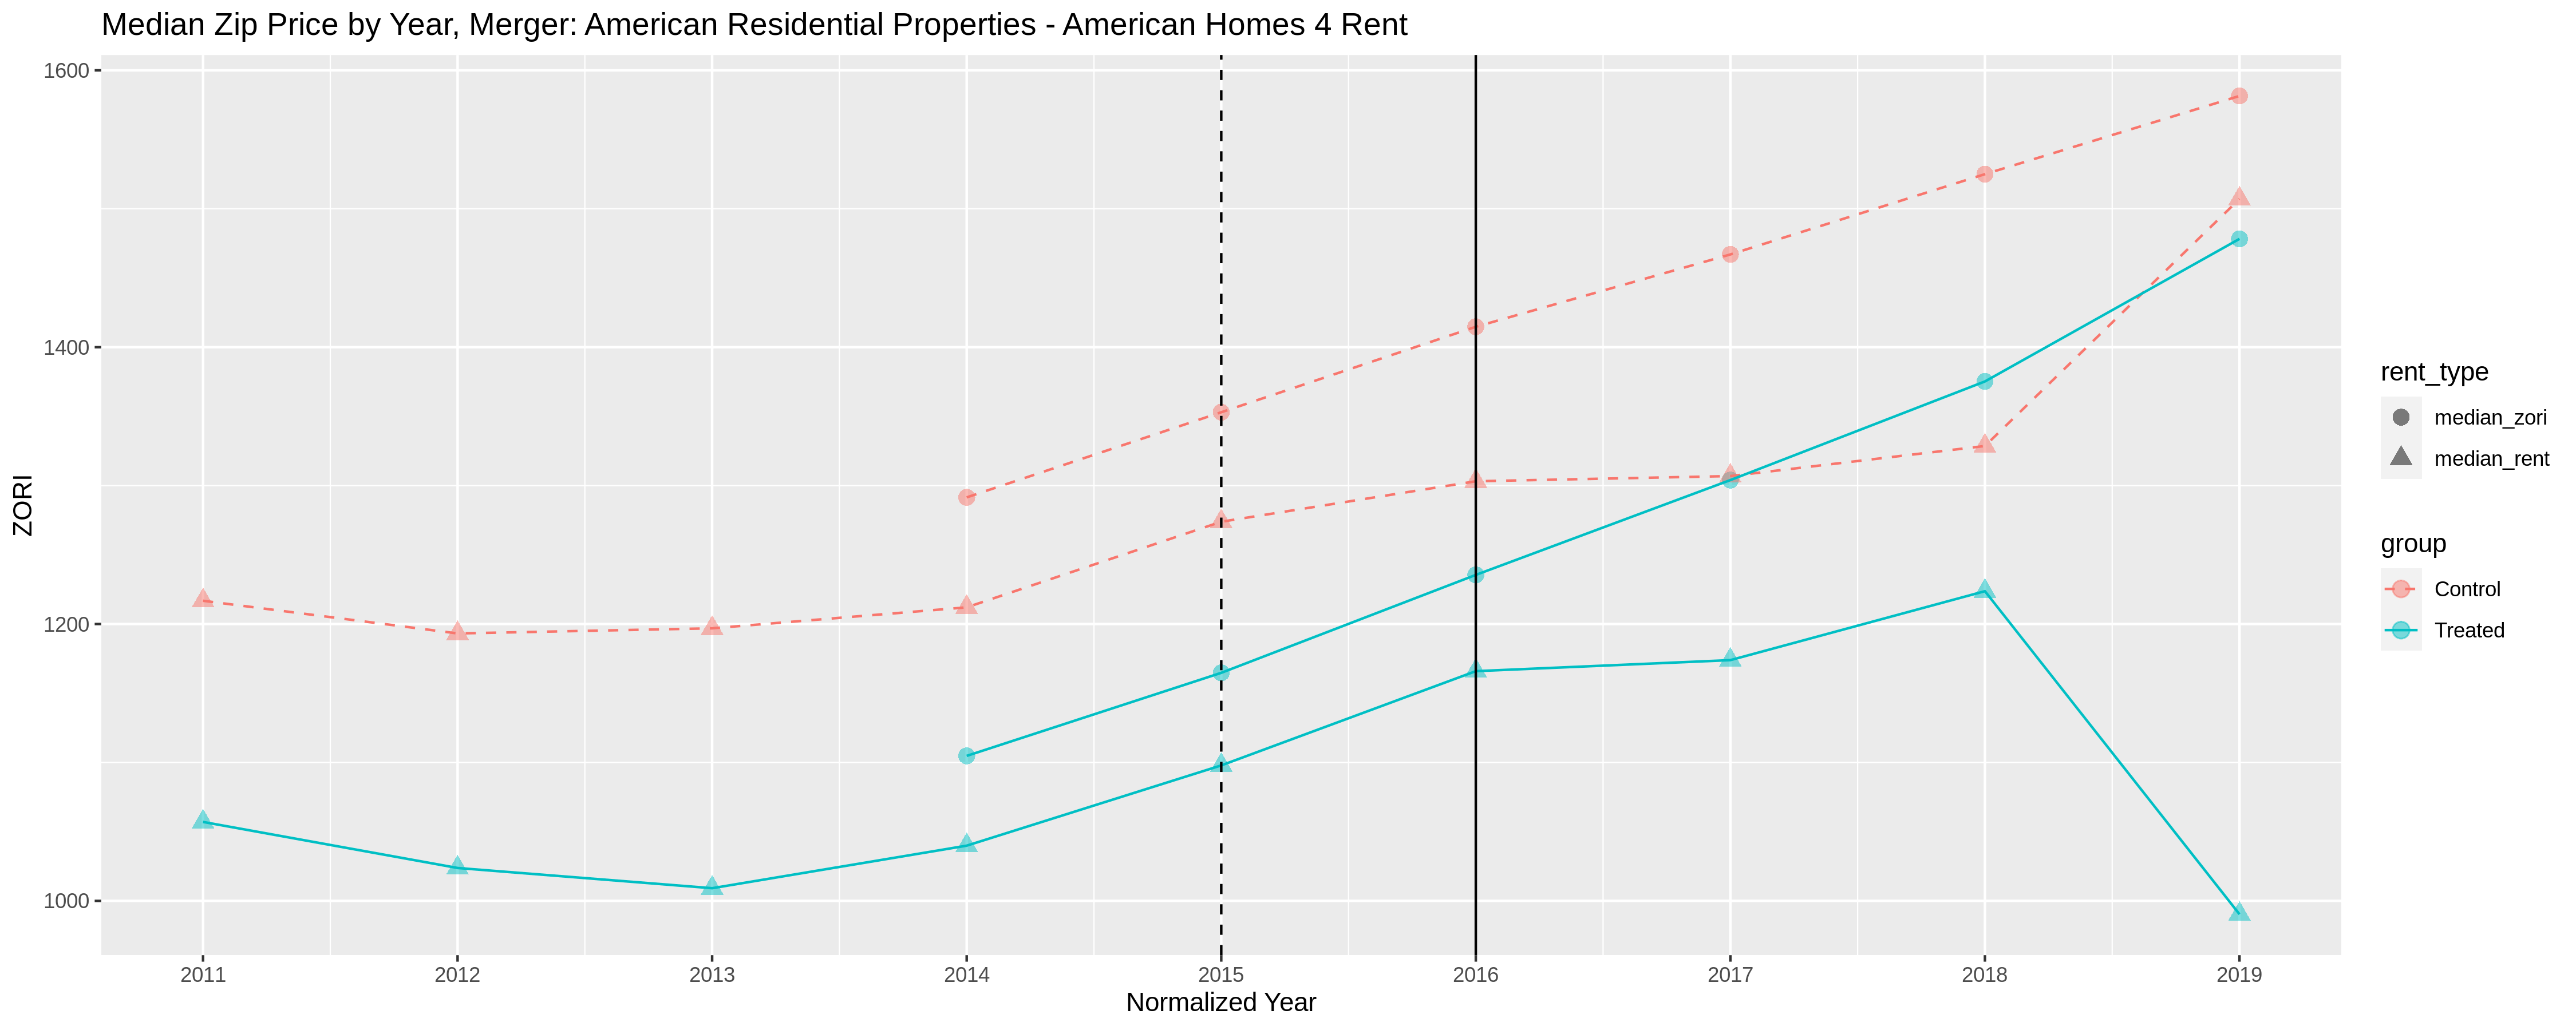 Median Zip Price by Year, Merger: American Residential Properties - American Homes 4 Rent
ZORI
1600
1400
1200
1000
2011 2012 2013 2014 2015 2016 2017 2018 2019
Normalized Year
rent_type
median_zori
median_rent
group
Control
Treated